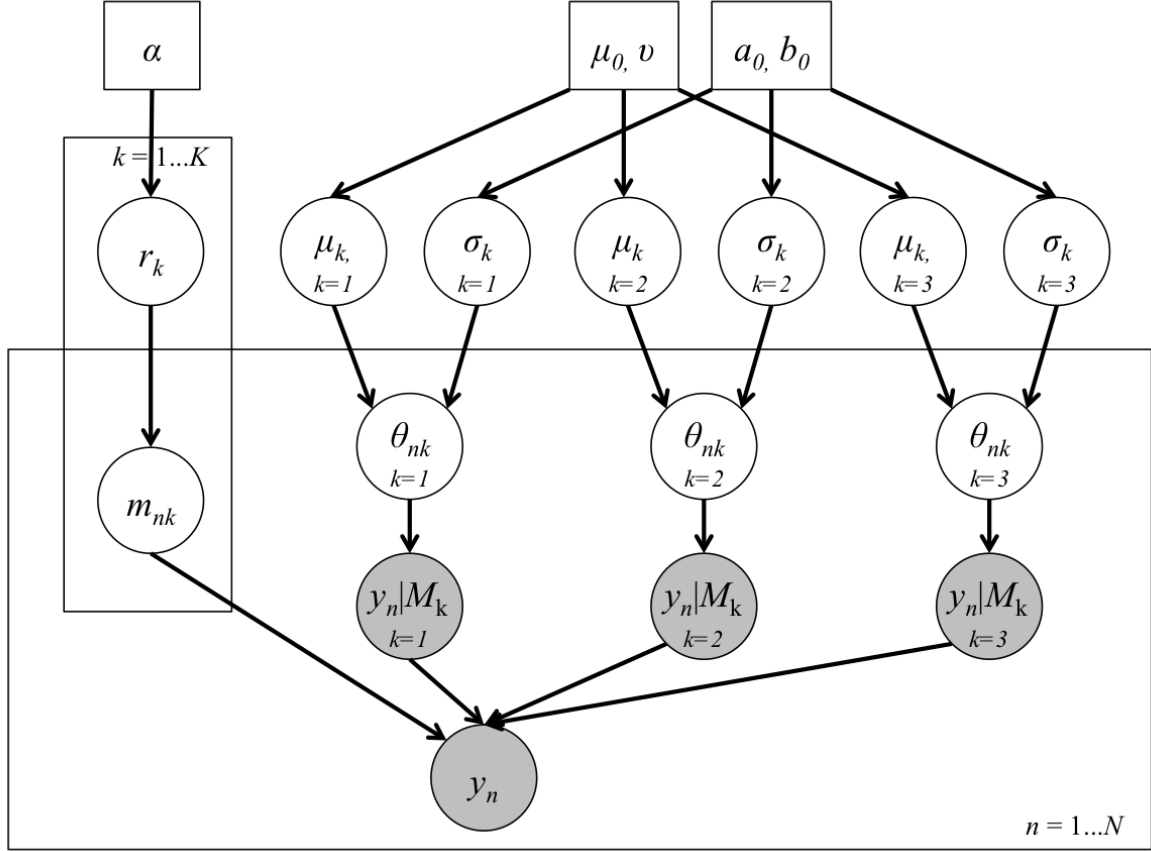 α
μ0, υ
a0, b0
k = 1...K
rk
μk,
k=1
σk
k=1
μk
k=2
σk
k=2
μk,
k=3
σk
k=3
mnk
θnk
k=1
θnk
k=2
θnk
k=3
yn|Mk
k=1
yn|Mk
k=2
yn|Mk
k=3
yn
n = 1...N